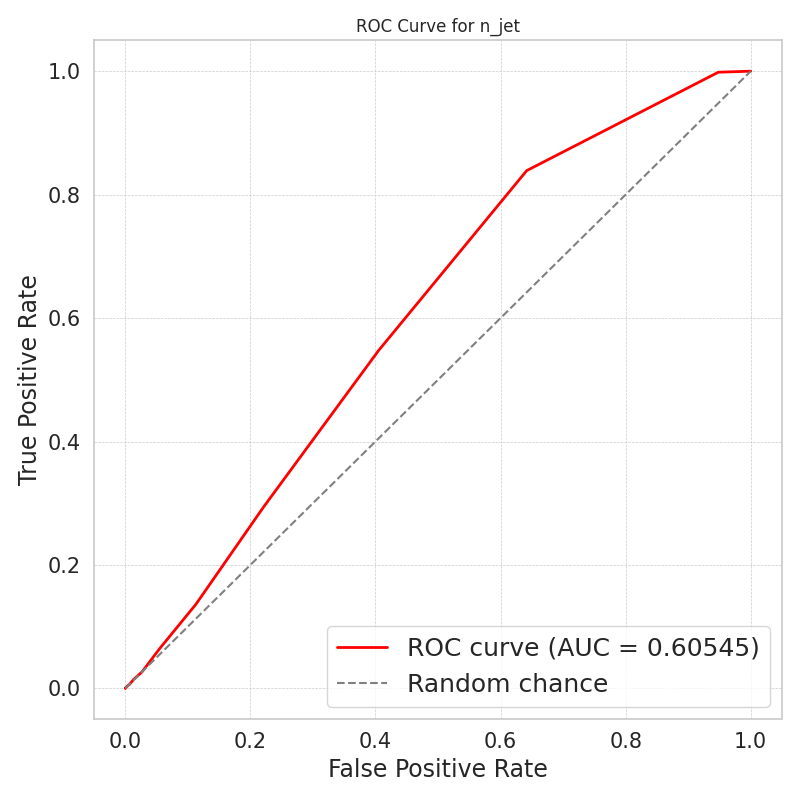 ROC Curve for n_jet
1.0
0.8
0.6
0.4
0.2
0.0
True Positive Rate
ROC curve (AUC = 0.60545)
Random chance
0.0 0.2 0.4 0.6 0.8 1.0
False Positive Rate